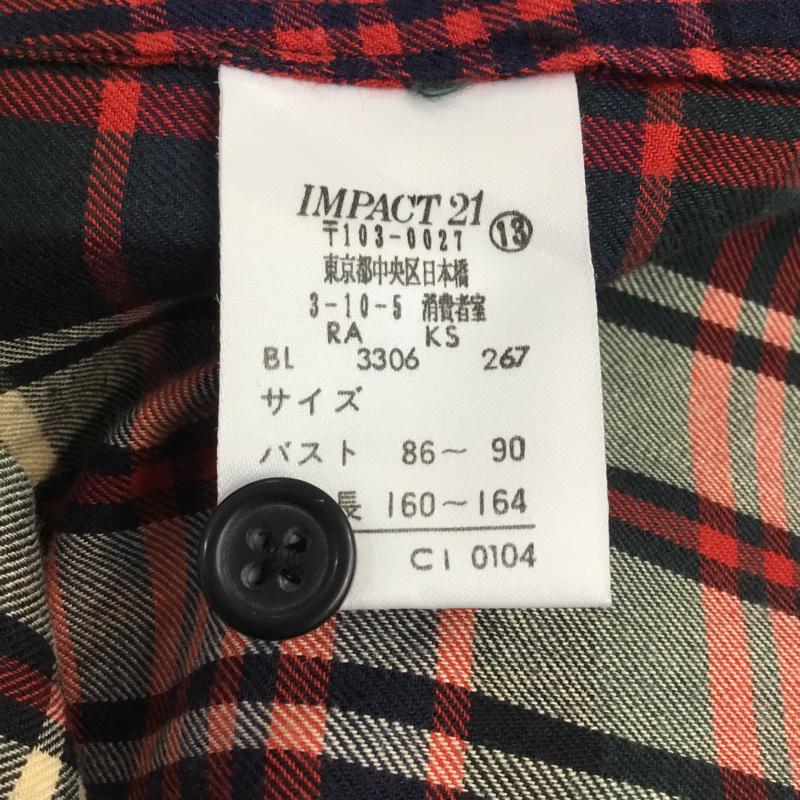 IMPACT 21
〒103-0027 ⑬
東京都中央区日本橋
3-10-5 消費者室
RA KS
BL 3306 267
サイズ
バスト 86～ 90
長 160～164
CI 0104